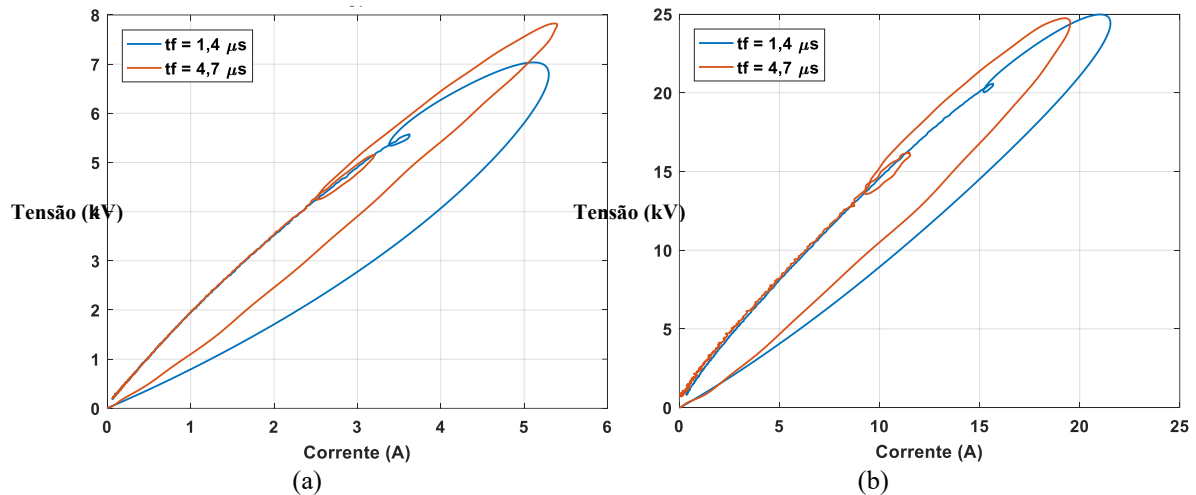 8
7
6
5
4
3
2
1
0
0
1
2
3
4
5
6
tf = 1,4 μs
tf = 4,7 μs
Tensão (kV)
Corrente (A)
(a)
25
20
15
10
5
0
0
5
10
15
20
25
tf = 1,4 μs
tf = 4,7 μs
Tensão (kV)
Corrente (A)
(b)